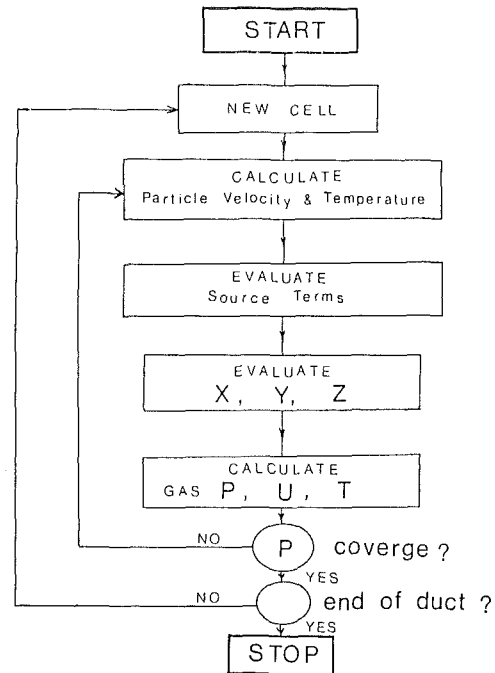 START
NEW CELL
CALCULATE
Particle Velocity & Temperature
EVALUATE
Source Terms
EVALUATE
X, Y, Z
CALCULATE
GAS P, U, T
NO P coverge ?
YES
NO end of duct ?
YES
STOP